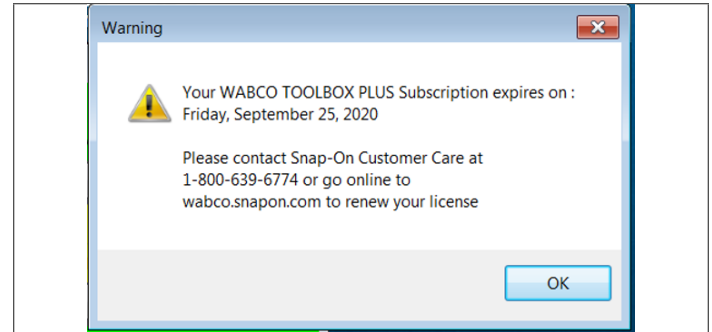 Warning
Your WABCO TOOLBOX PLUS Subscription expires on :
Friday, September 25, 2020
Please contact Snap-On Customer Care at
1-800-639-6774 or go online to
wabco.snapon.com to renew your license
OK